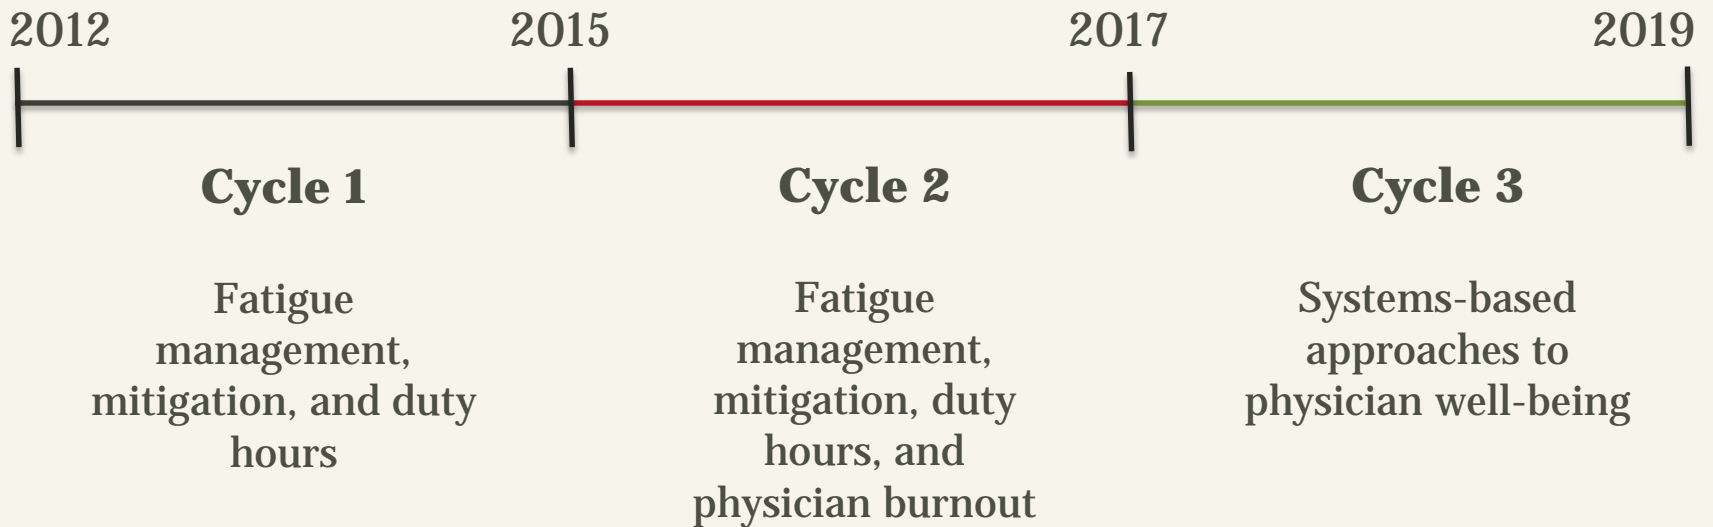 2012 2015 2017 2019
Cycle 1
Fatigue
management,
mitigation, and duty
hours
Cycle 2
Fatigue
management,
mitigation, duty
hours, and
physician burnout
Cycle 3
Systems-based
approaches to
physician well-being